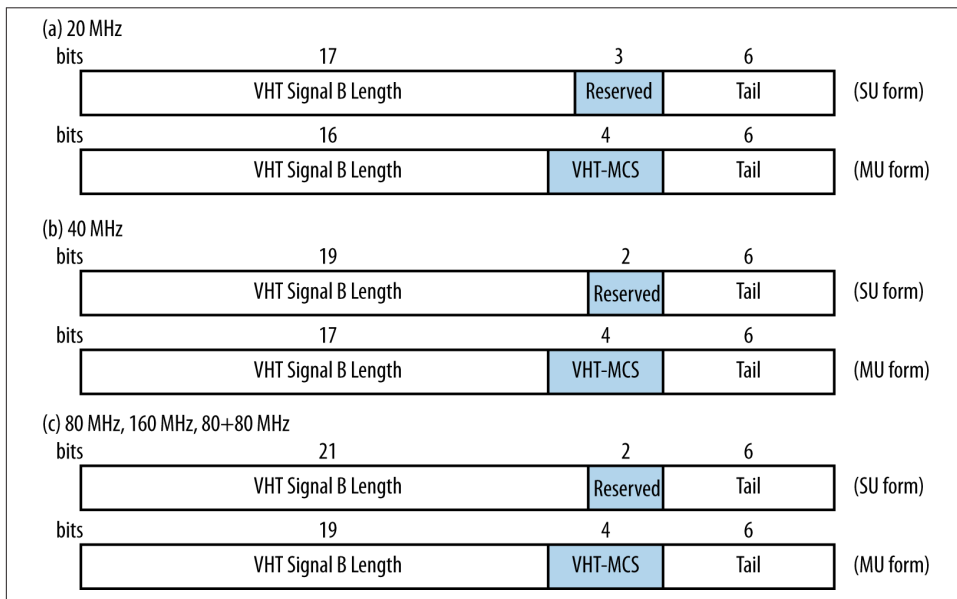 (a) 20 MHz
bits 17 3 6
VHT Signal B Length Reserved Tail (SU form)
bits 16 4 6
VHT Signal B Length VHT-MCS Tail (MU form)
(b) 40 MHz
bits 19 2 6
VHT Signal B Length Reserved Tail (SU form)
bits 17 4 6
VHT Signal B Length VHT-MCS Tail (MU form)
(c) 80 MHz, 160 MHz, 80+80 MHz
bits 21 2 6
VHT Signal B Length Reserved Tail (SU form)
bits 19 4 6
VHT Signal B Length VHT-MCS Tail (MU form)